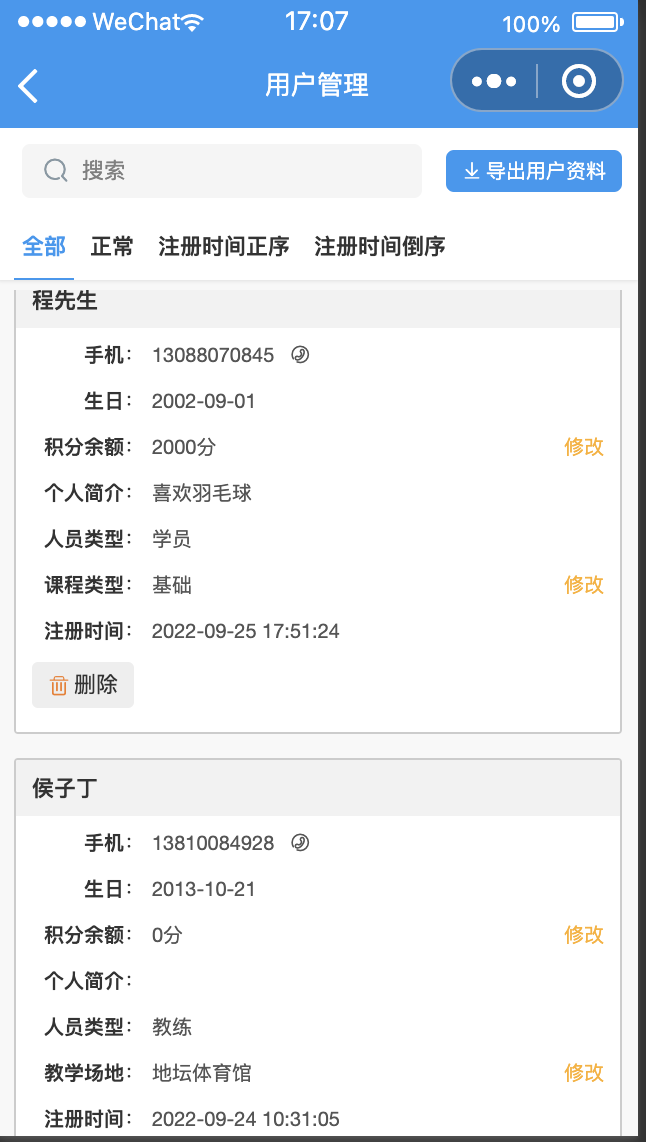 WeChat 17:07 100%
用户管理
搜索 导出用户资料
全部 正常 注册时间正序 注册时间倒序
程先生
手机: 13088070845
生日: 2002-09-01
积分余额: 2000分 修改
个人简介: 喜欢羽毛球
人员类型: 学员
课程类型: 基础 修改
注册时间: 2022-09-25 17:51:24
删除
侯子丁
手机: 13810084928
生日: 2013-10-21
积分余额: 0分 修改
个人简介:
人员类型: 教练
教学场地: 地坛体育馆 修改
注册时间: 2022-09-24 10:31:05